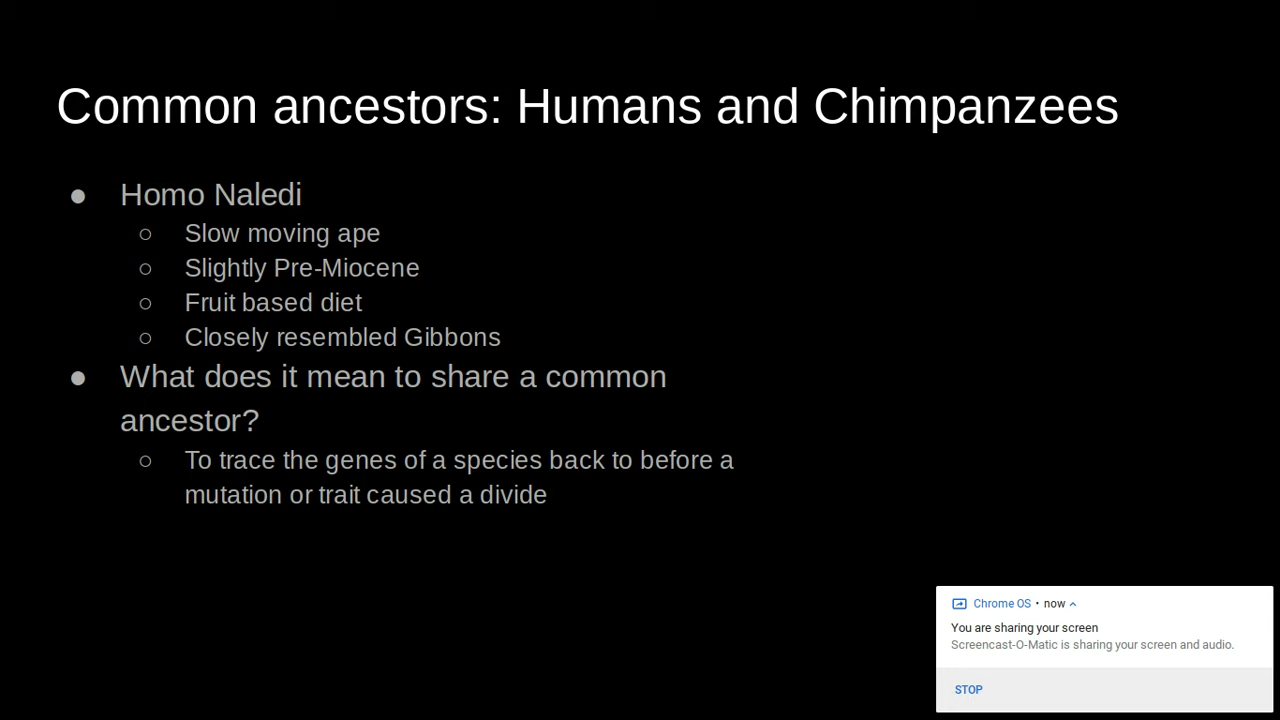 Common ancestors: Humans and Chimpanzees
● Homo Naledi
○ Slow moving ape
○ Slightly Pre-Miocene
○ Fruit based diet
○ Closely resembled Gibbons
● What does it mean to share a common
ancestor?
○ To trace the genes of a species back to before a
mutation or trait caused a divide
Chrome OS • now
You are sharing your screen
Screencast-O-Matic is sharing your screen and audio.
STOP